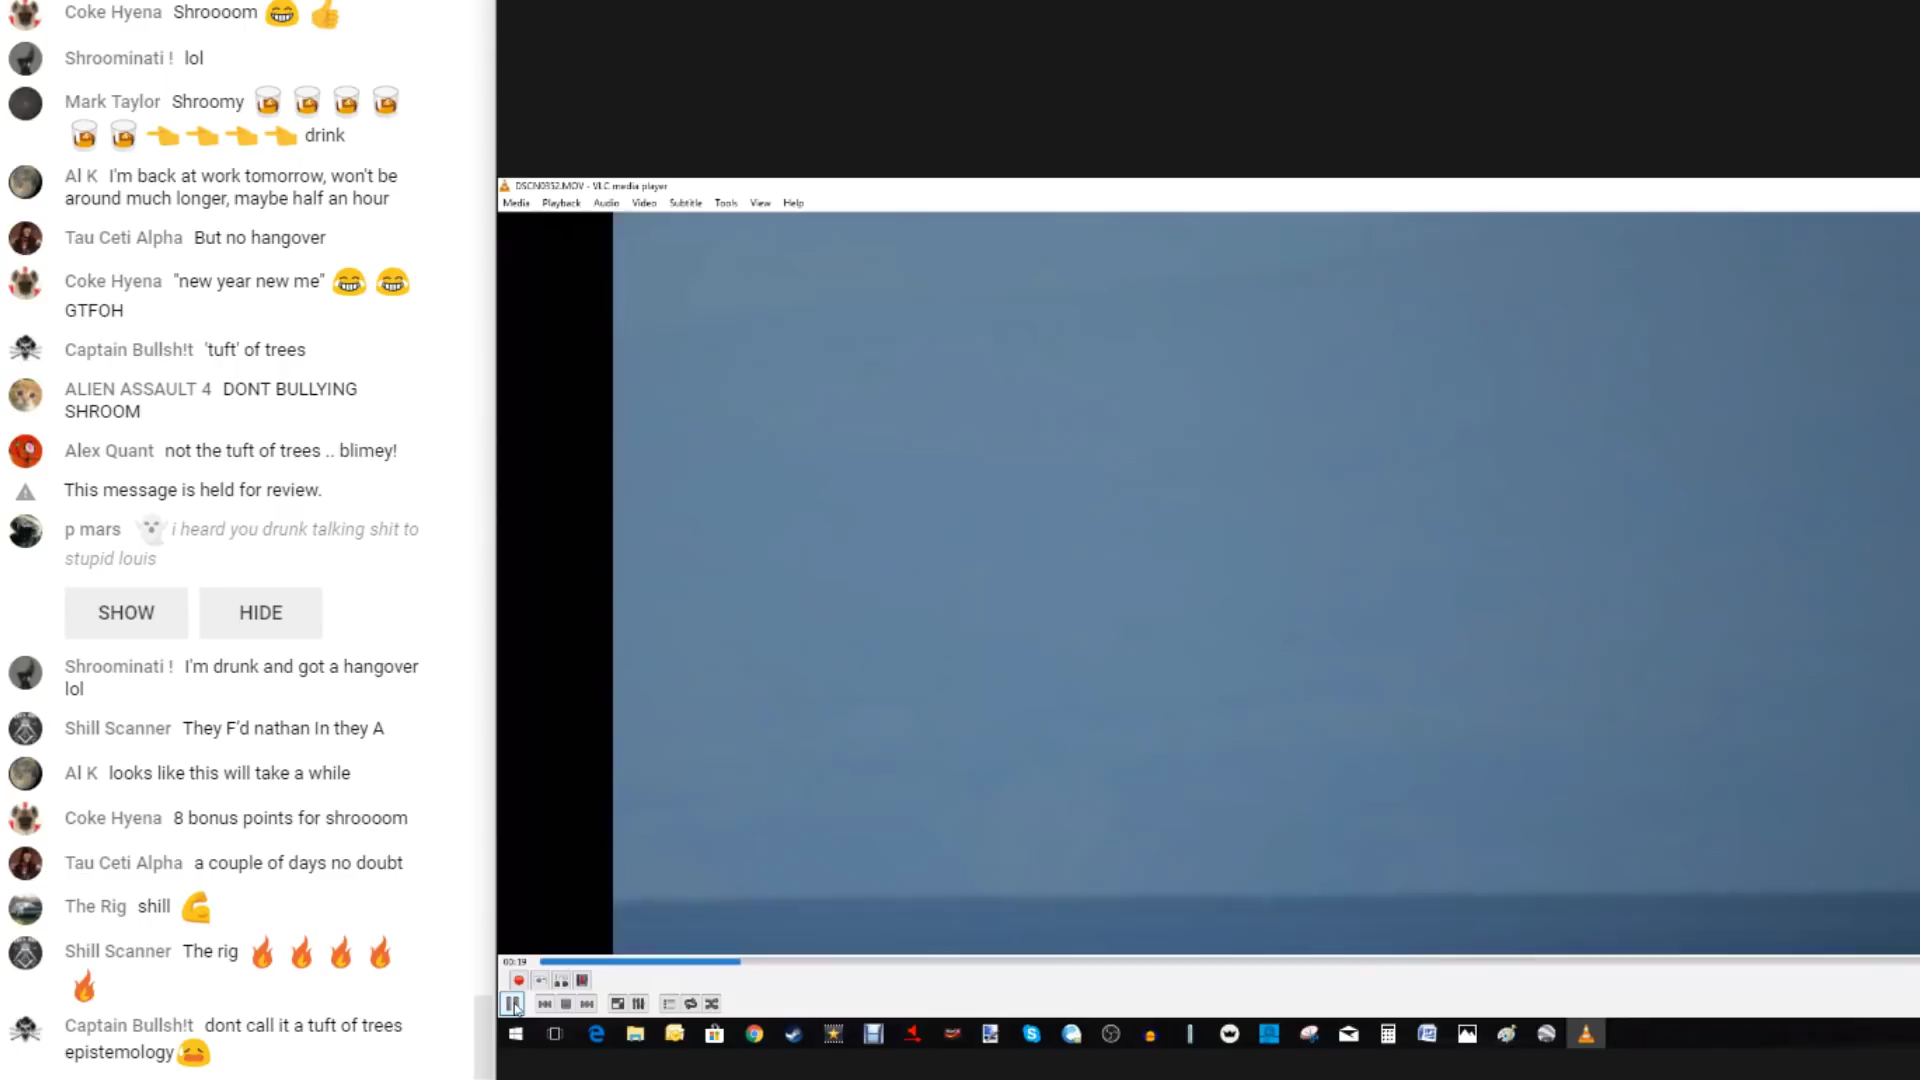 Coke Hyena Shroooom
Shroominati ! lol
Mark Taylor Shroomy
drink
Al K I'm back at work tomorrow, won't be
around much longer, maybe half an hour
Tau Ceti Alpha But no hangover
Coke Hyena "new year new me"
GTFOH
Captain Bullsh!t 'tuft' of trees
ALIEN ASSAULT 4 DONT BULLYING
SHROOM
Alex Quant not the tuft of trees .. blimey!
This message is held for review.
p mars i heard you drunk talking shit to
stupid louis
SHOW HIDE
Shroominati ! I'm drunk and got a hangover
lol
Shill Scanner They F'd nathan In they A
Al K looks like this will take a while
Coke Hyena 8 bonus points for shroooom
Tau Ceti Alpha a couple of days no doubt
The Rig shill
Shill Scanner The rig
Captain Bullsh!t dont call it a tuft of trees
epistemology
DSCN0352.MOV - VLC media player
Media Playback Audio Video Subtitle Tools View Help
00:19